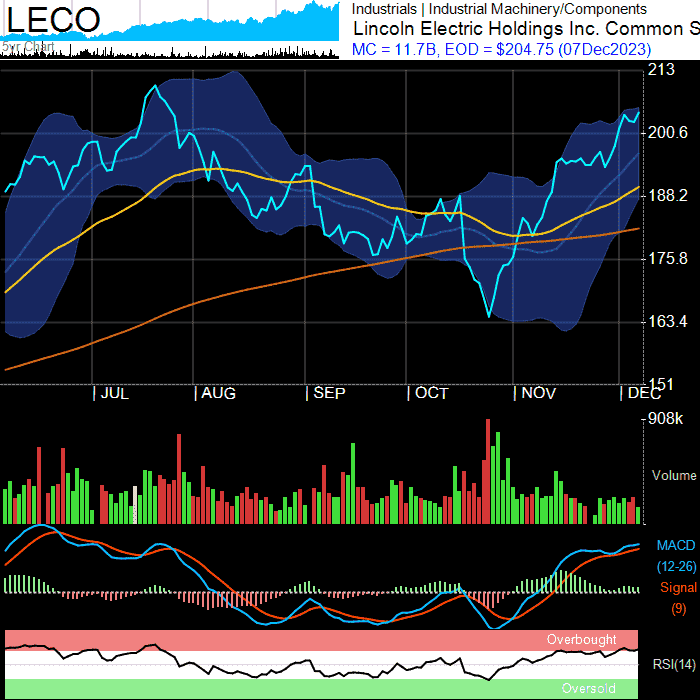 LECO
5yr Chart
Industrials | Industrial Machinery/Components
Lincoln Electric Holdings Inc. Common S
MC = 11.7B, EOD = $204.75 (07Dec2023)
213
200.6
188.2
175.8
163.4
151
JUL AUG SEP OCT NOV DEC
908k
Volume
MACD
(12-26)
Signal
(9)
Overbought
RSI(14)
Oversold